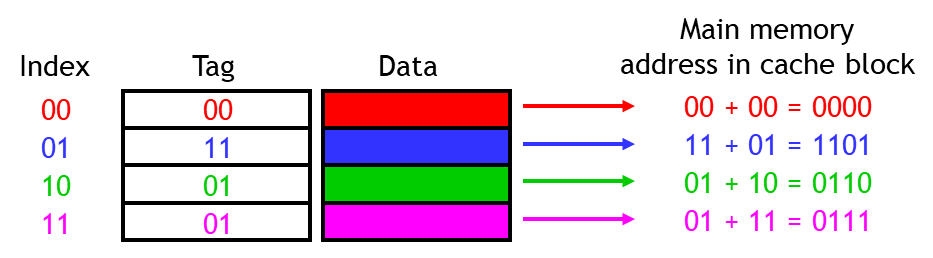 Main memory
Index Tag Data address in cache block
00 00 00 + 00 = 0000
01 11 11 + 01 = 1101
10 01 01 + 10 = 0110
11 01 01 + 11 = 0111